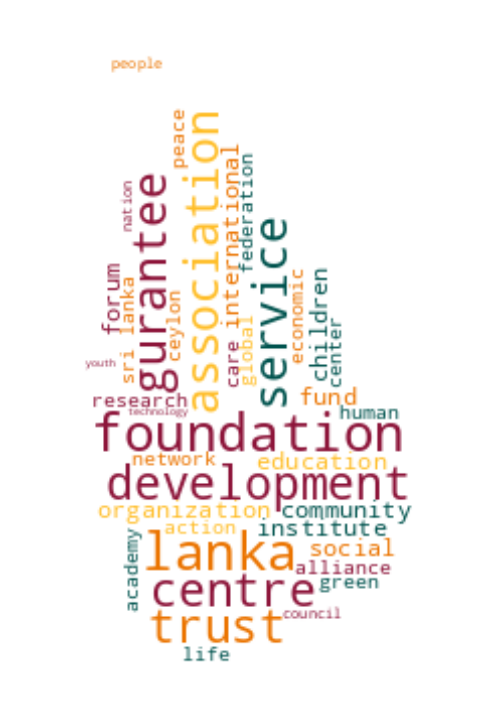 people
peace
association
international
federation
nation
gurantee
service
forum
sri lanka
ceylon
care
global
economic
children
center
youth
research
technology
fund
human
foundation
network
education
development
organization
community
action
institute
academy
lanka
social
alliance
centre
green
trust
council
life